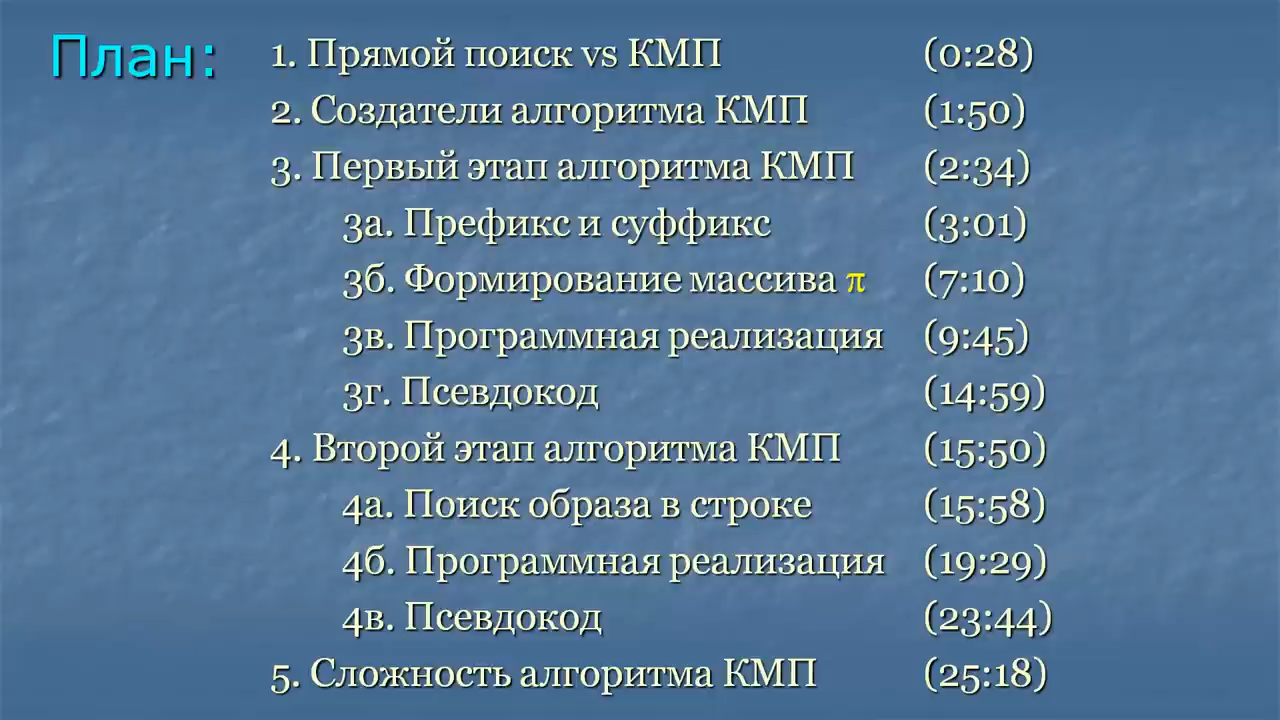 План:
1. Прямой поиск vs КМП (0:28)
2. Создатели алгоритма КМП (1:50)
3. Первый этап алгоритма КМП (2:34)
3а. Префикс и суффикс (3:01)
3б. Формирование массива π (7:10)
3в. Программная реализация (9:45)
3г. Псевдокод (14:59)
4. Второй этап алгоритма КМП (15:50)
4а. Поиск образа в строке (15:58)
4б. Программная реализация (19:29)
4в. Псевдокод (23:44)
5. Сложность алгоритма КМП (25:18)